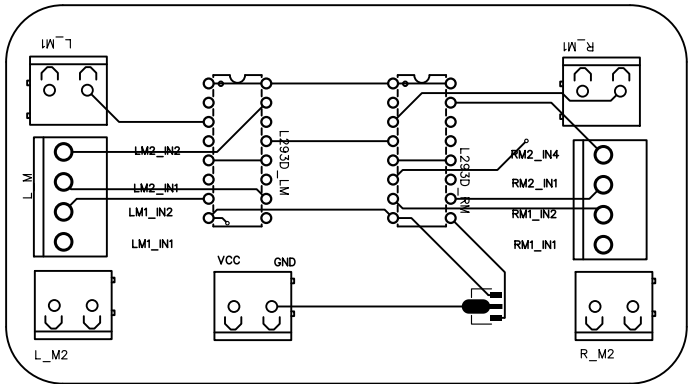 L_M1
R_M1
LM2_IN2
L293D_LM
L293D_RM
RM2_IN4
L_M
LM2_IN1
RM2_IN1
LM1_IN2
RM1_IN2
LM1_IN1
RM1_IN1
VCC
GND
L_M2
R_M2